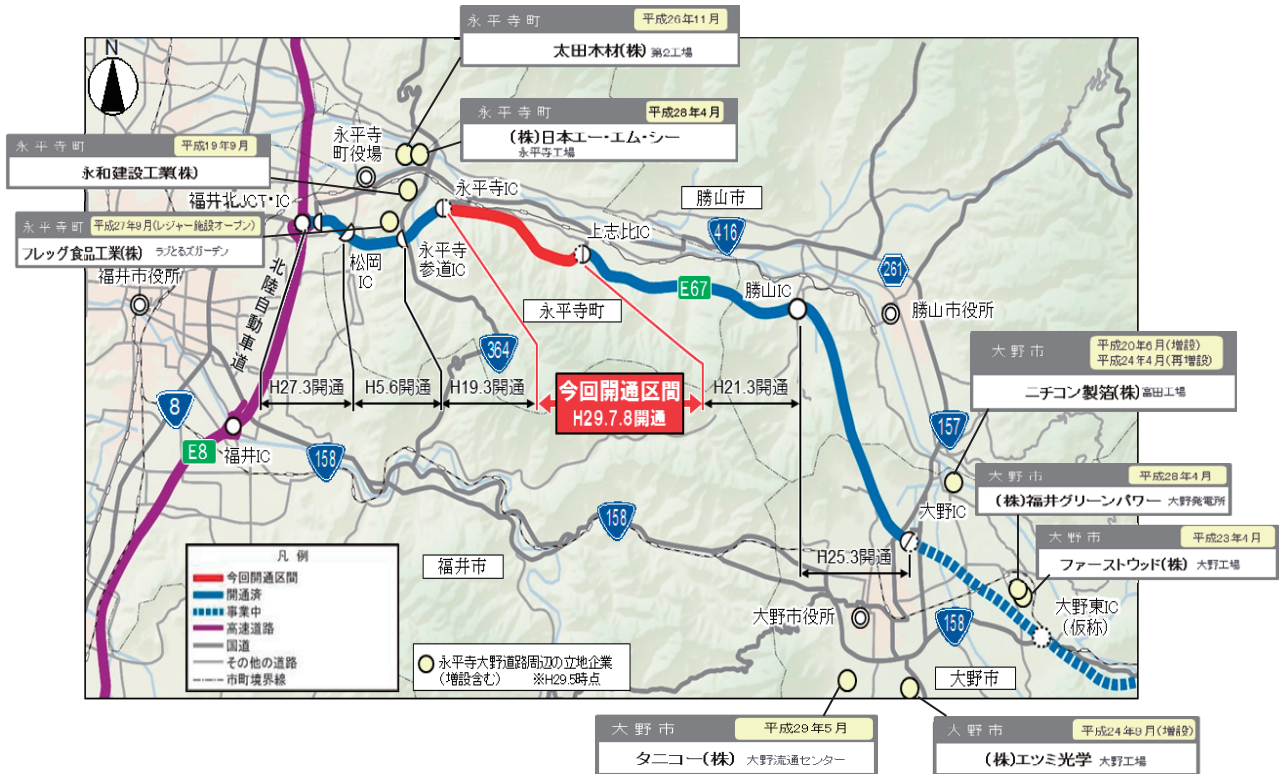 永平寺町 平成26年11月
太田木材(株) 第2工場
永平寺町 平成28年4月
(株)日本エー・エム・シー
永平寺工場
永平寺町 平成19年9月
永和建設工業(株)
永平寺町 平成27年9月(レジャー施設オープン)
フレッグ食品工業(株) ラブとるズガーデン
N
永平寺
町役場
福井北JCT・IC
永平寺IC
勝山市
416
上志比IC
261
松岡
IC
永平寺
参道IC
福井市役所
北陸自動車道
E67
勝山IC
永平寺町
勝山市役所
364
大野市 平成20年6月(増設)
平成24年4月(再増設)
ニチコン製箔(株) 富田工場
H27.3開通
H5.6開通
H19.3開通
今回開通区間
H29.7.8開通
H21.3開通
8
157
E8
福井IC
158
大野市 平成28年4月
(株)福井グリーンパワー 大野発電所
158
大野IC
大野市 平成23年4月
ファーストウッド(株) 大野工場
H25.3開通
福井市
凡例
今回開通区間
開通済
事業中
高速道路
国道
その他の道路
市町境界線
大野市役所
158
大野東IC
(仮称)
永平寺大野道路周辺の立地企業
(増設含む) ※H29.5時点
大野市
大野市 平成29年5月
タニコー(株) 大野流通センター
大野市 平成24年9月(増設)
(株)エツミ光学 大野工場